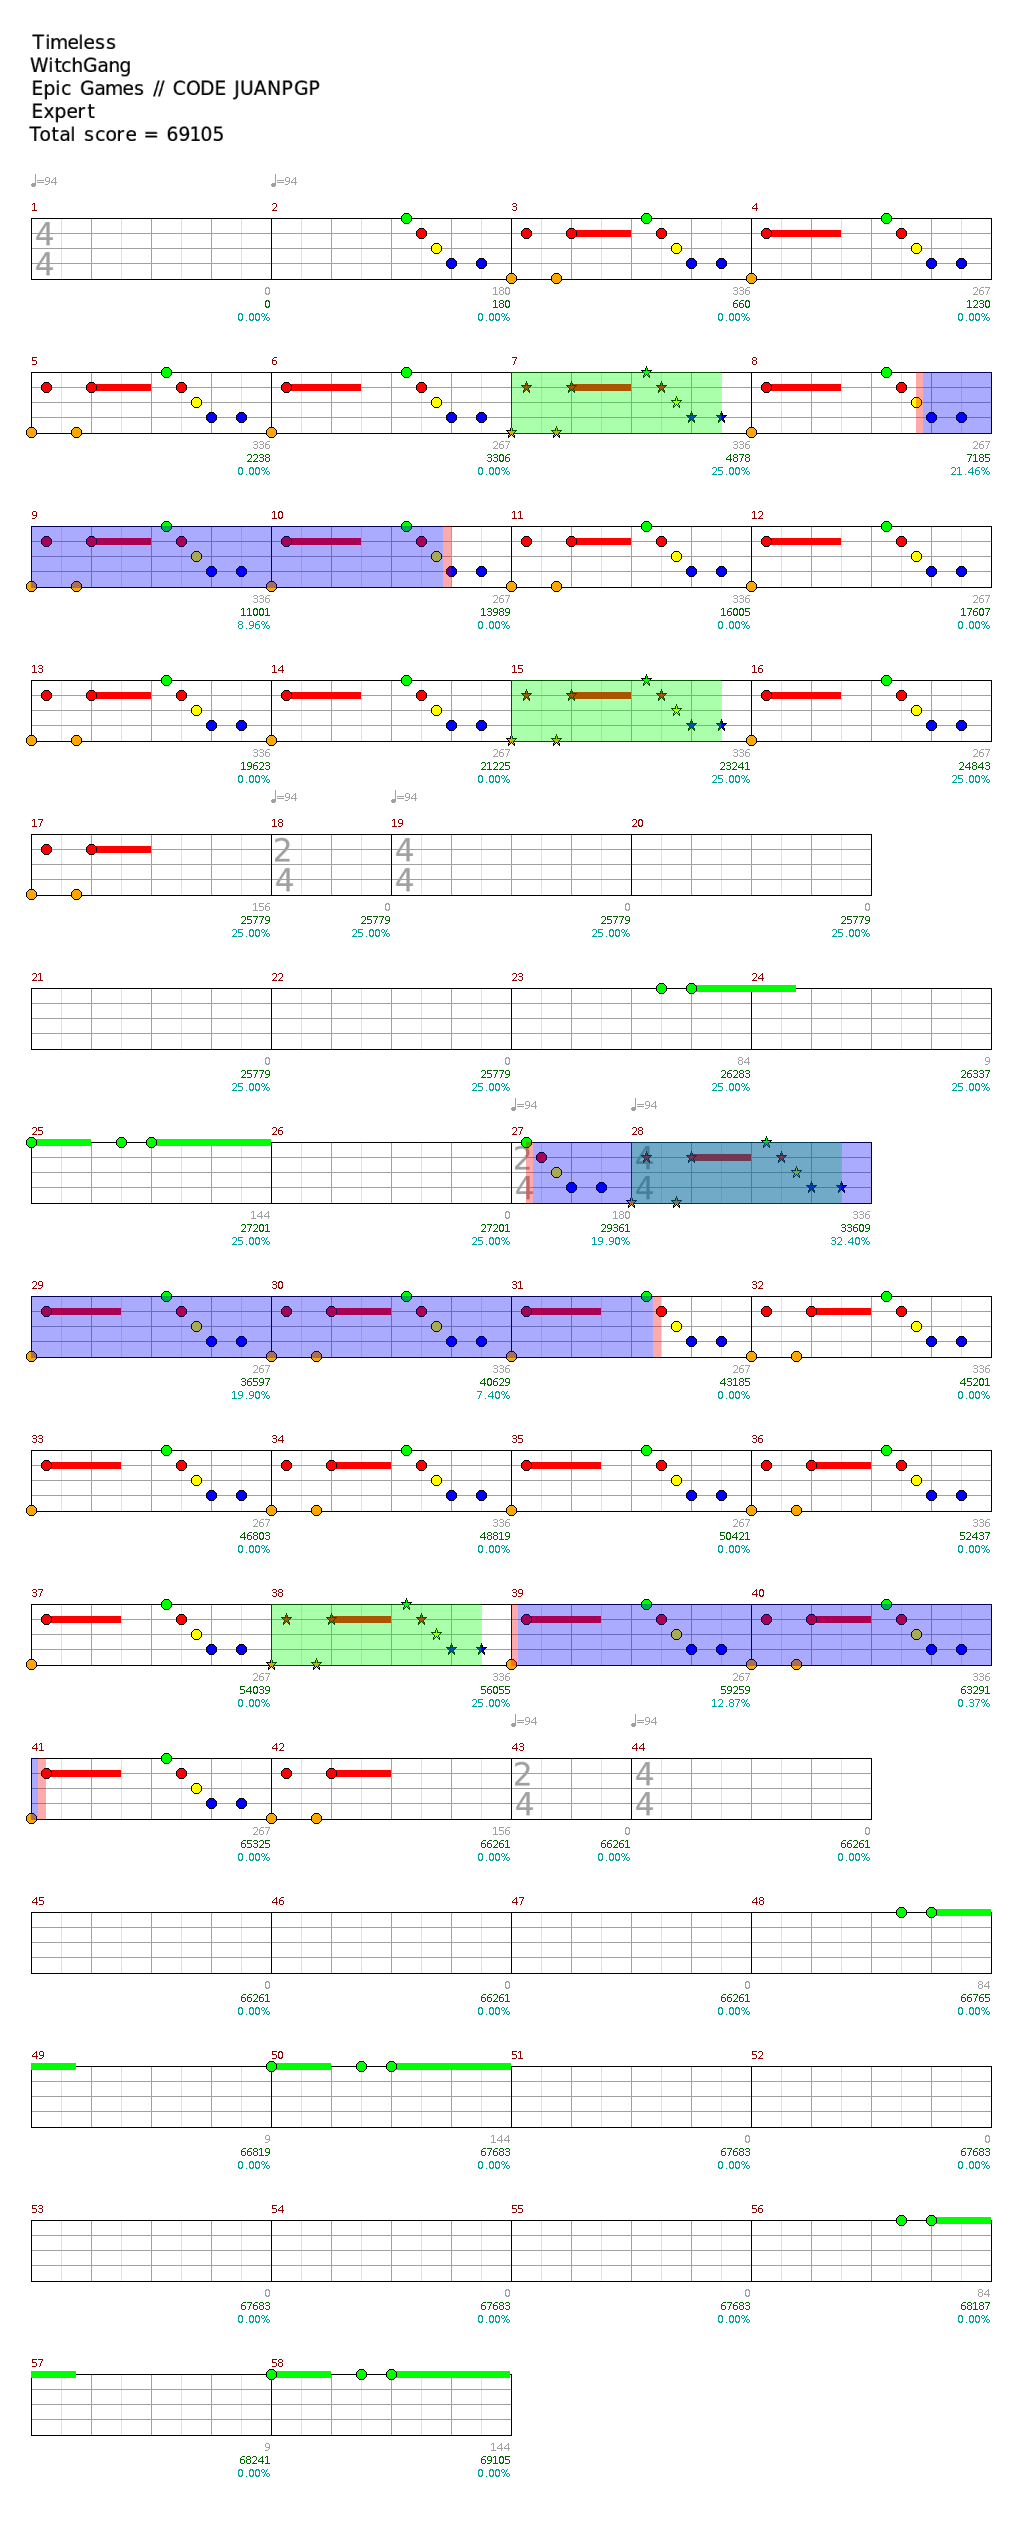 Timeless
WitchGang
Epic Games // CODE JUANPGP
Expert
Total score = 69105
♩=94 ♩=94
1 2 3 4
4
4
0 180 336 267
0 180 660 1230
0.00% 0.00% 0.00% 0.00%
5 6 7 8
336 267 336 267
2238 3306 4878 7185
0.00% 0.00% 25.00% 21.46%
9 10 11 12
336 267 336 267
11001 13989 16005 17607
8.96% 0.00% 0.00% 0.00%
13 14 15 16
336 267 336 267
19623 21225 23241 24843
0.00% 0.00% 25.00% 25.00%
♩=94 ♩=94
17 18 19 20
2 4
4 4
156 0 0 0
25779 25779 25779 25779
25.00% 25.00% 25.00% 25.00%
21 22 23 24
0 0 84 9
25779 25779 26283 26337
25.00% 25.00% 25.00% 25.00%
♩=94 ♩=94
25 26 27 28
2 4
4 4
144 0 180 336
27201 27201 29361 33609
25.00% 25.00% 19.90% 32.40%
29 30 31 32
267 336 267 336
36597 40629 43185 45201
19.90% 7.40% 0.00% 0.00%
33 34 35 36
267 336 267 336
46803 48819 50421 52437
0.00% 0.00% 0.00% 0.00%
37 38 39 40
267 336 267 336
54039 56055 59259 63291
0.00% 25.00% 12.87% 0.37%
♩=94 ♩=94
41 42 43 44
2 4
4 4
267 156 0 0
65325 66261 66261 66261
0.00% 0.00% 0.00% 0.00%
45 46 47 48
0 0 0 84
66261 66261 66261 66765
0.00% 0.00% 0.00% 0.00%
49 50 51 52
9 144 0 0
66819 67683 67683 67683
0.00% 0.00% 0.00% 0.00%
53 54 55 56
0 0 0 84
67683 67683 67683 68187
0.00% 0.00% 0.00% 0.00%
57 58
9 144
68241 69105
0.00% 0.00%